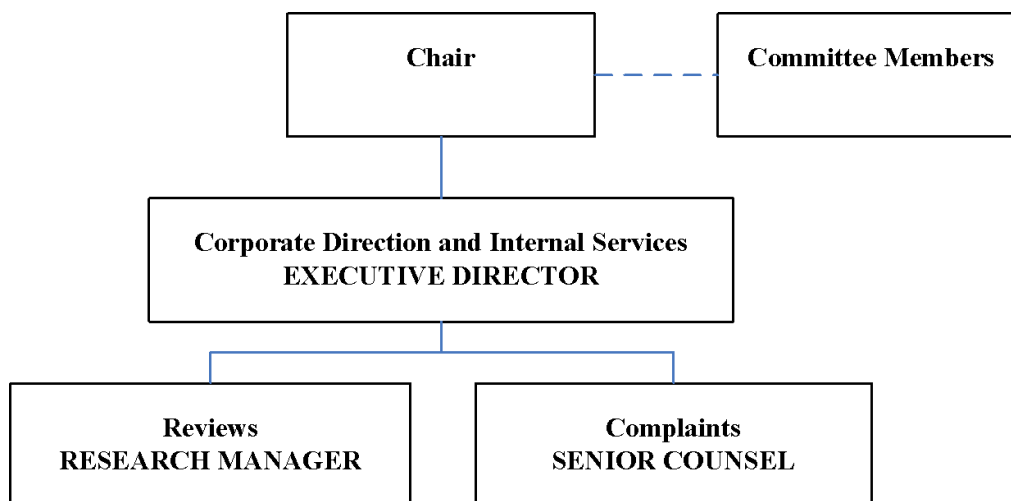 Chair
Committee Members
Corporate Direction and Internal Services
EXECUTIVE DIRECTOR
Reviews
RESEARCH MANAGER
Complaints
SENIOR COUNSEL